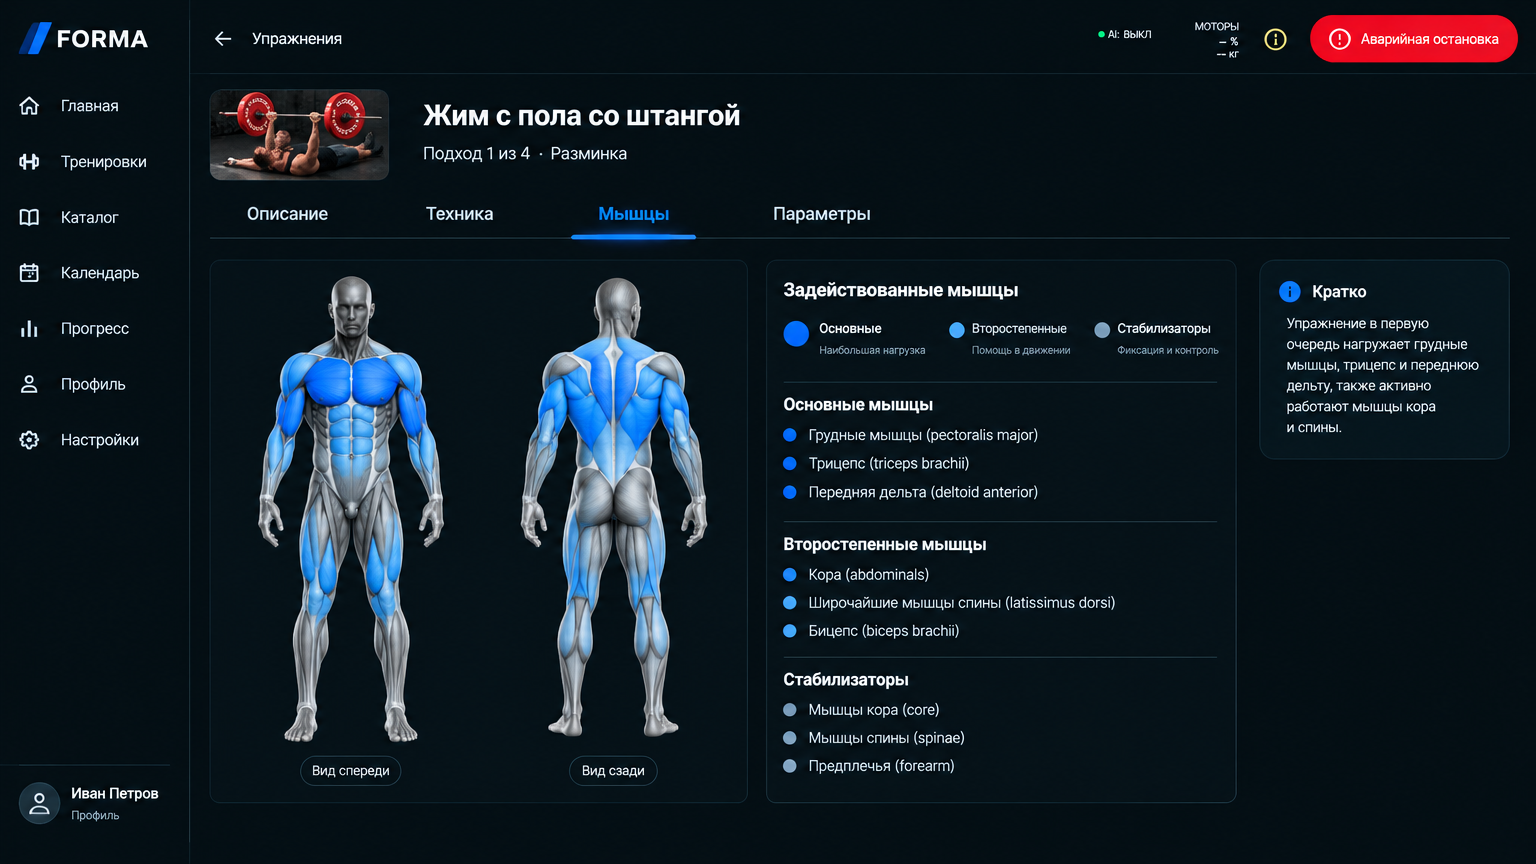 FORMA
Главная
Тренировки
Каталог
Календарь
Прогресс
Профиль
Настройки
Иван Петров
Профиль
Упражнения
AI: ВЫКЛ
МОТОРЫ
– %
-- кг
Аварийная остановка
Жим с пола со штангой
Подход 1 из 4 · Разминка
Описание
Техника
Мышцы
Параметры
Вид спереди
Вид сзади
Задействованные мышцы
Основные
Наибольшая нагрузка
Второстепенные
Помощь в движении
Стабилизаторы
Фиксация и контроль
Основные мышцы
Грудные мышцы (pectoralis major)
Трицепс (triceps brachii)
Передняя дельта (deltoid anterior)
Второстепенные мышцы
Кора (abdominals)
Широчайшие мышцы спины (latissimus dorsi)
Бицепс (biceps brachii)
Стабилизаторы
Мышцы кора (core)
Мышцы спины (spinae)
Предплечья (forearm)
Кратко
Упражнение в первую
очередь нагружает грудные
мышцы, трицепс и переднюю
дельту, также активно
работают мышцы кора
и спины.